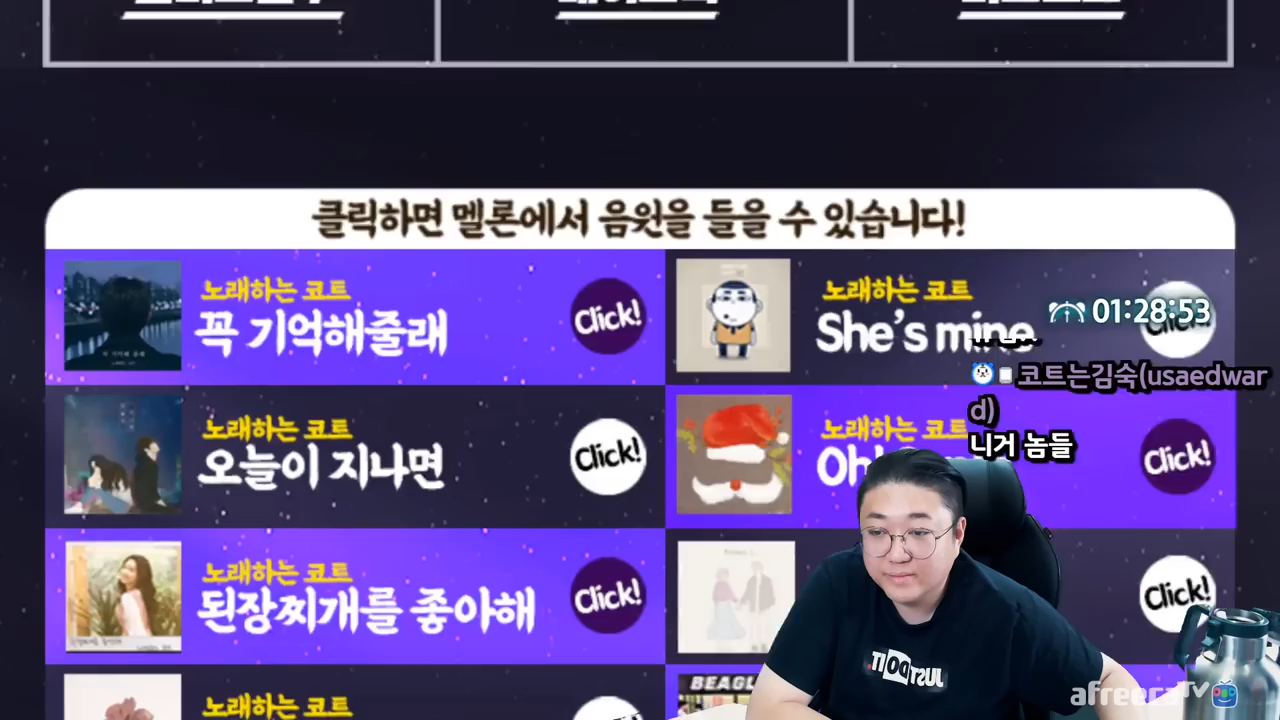 클릭하면 멜론에서 음원을 들을 수 있습니다!
노래하는 코트
꼭 기억해줄래
Click!
노래하는 코트
She's mine
Click!
01:28:53
코트는김숙(usaedwar
d)
니거 놈들
노래하는 코트
오늘이 지나면
Click!
노래하는 코트
Oh!
Click!
노래하는 코트
된장찌개를 좋아해
Click!
Click!
노래하는 코트
BEAGL
JUST DO IT.
afreecaTV